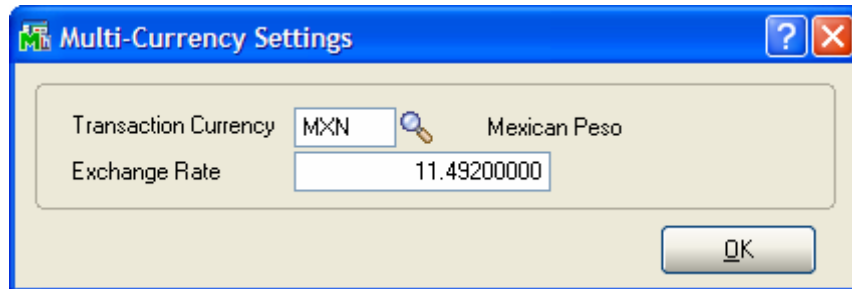 Multi-Currency Settings
Transaction Currency MXN Mexican Peso
Exchange Rate 11.49200000
OK